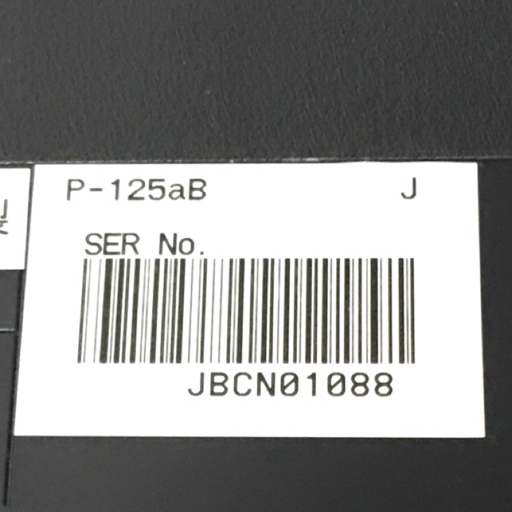 P-125aB J
SER No.
JBCN01088